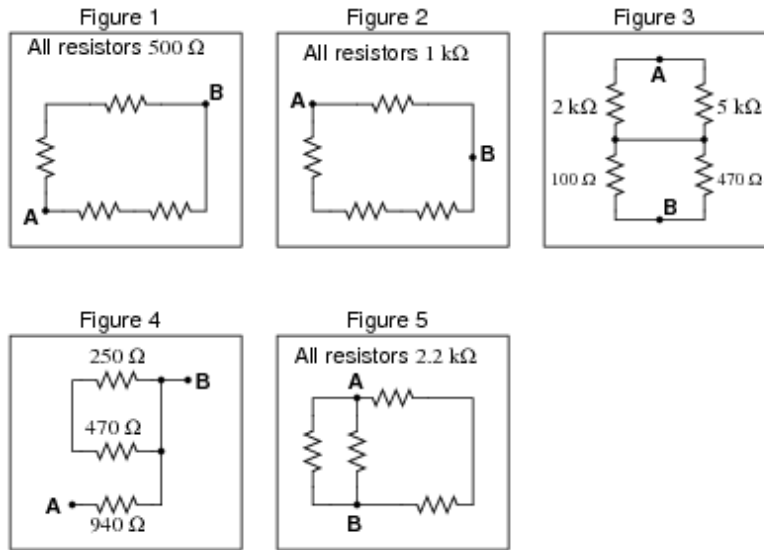 Figure 1
All resistors 500 Ω
B
A
Figure 2
All resistors 1 kΩ
A
B
Figure 3
A
2 kΩ
5 kΩ
100 Ω
470 Ω
B
Figure 4
250 Ω
B
470 Ω
A
940 Ω
Figure 5
All resistors 2.2 kΩ
A
B